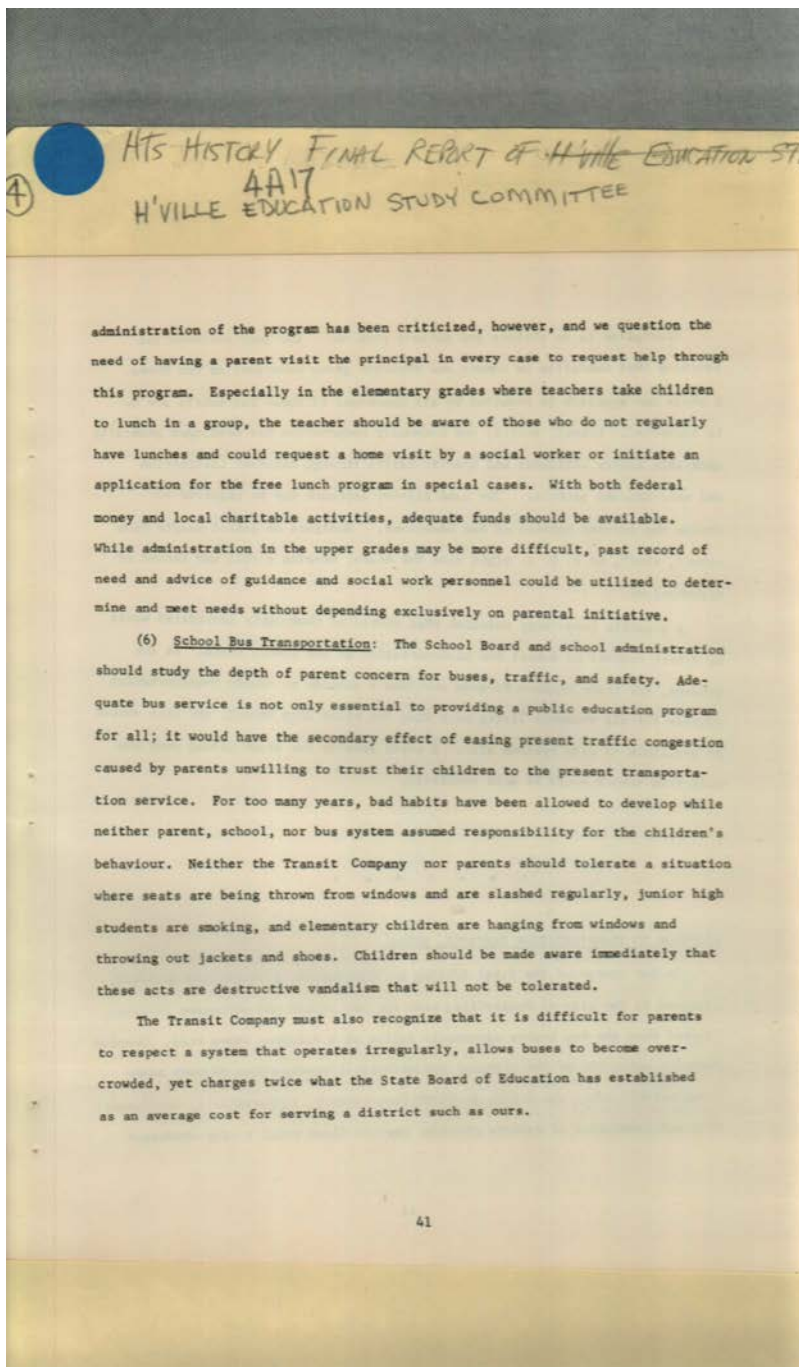 HTS HISTORY FINAL REPORT OF H'VILLE EDUCATION ST
4
4A17
H'VILLE EDUCATION STUDY COMMITTEE
administration of the program has been criticized, however, and we question the
need of having a parent visit the principal in every case to request help through
this program. Especially in the elementary grades where teachers take children
to lunch in a group, the teacher should be aware of those who do not regularly
have lunches and could request a home visit by a social worker or initiate an
application for the free lunch program in special cases. With both federal
money and local charitable activities, adequate funds should be available.
While administration in the upper grades may be more difficult, past record of
need and advice of guidance and social work personnel could be utilized to deter-
mine and meet needs without depending exclusively on parental initiative.
(6) School Bus Transportation: The School Board and school administration
should study the depth of parent concern for buses, traffic, and safety. Ade-
quate bus service is not only essential to providing a public education program
for all; it would have the secondary effect of easing present traffic congestion
caused by parents unwilling to trust their children to the present transporta-
tion service. For too many years, bad habits have been allowed to develop while
neither parent, school, nor bus system assumed responsibility for the children's
behaviour. Neither the Transit Company nor parents should tolerate a situation
where seats are being thrown from windows and are slashed regularly, junior high
students are smoking, and elementary children are hanging from windows and
throwing out jackets and shoes. Children should be made aware immediately that
these acts are destructive vandalism that will not be tolerated.
The Transit Company must also recognize that it is difficult for parents
to respect a system that operates irregularly, allows buses to become over-
crowded, yet charges twice what the State Board of Education has established
as an average cost for serving a district such as ours.
41